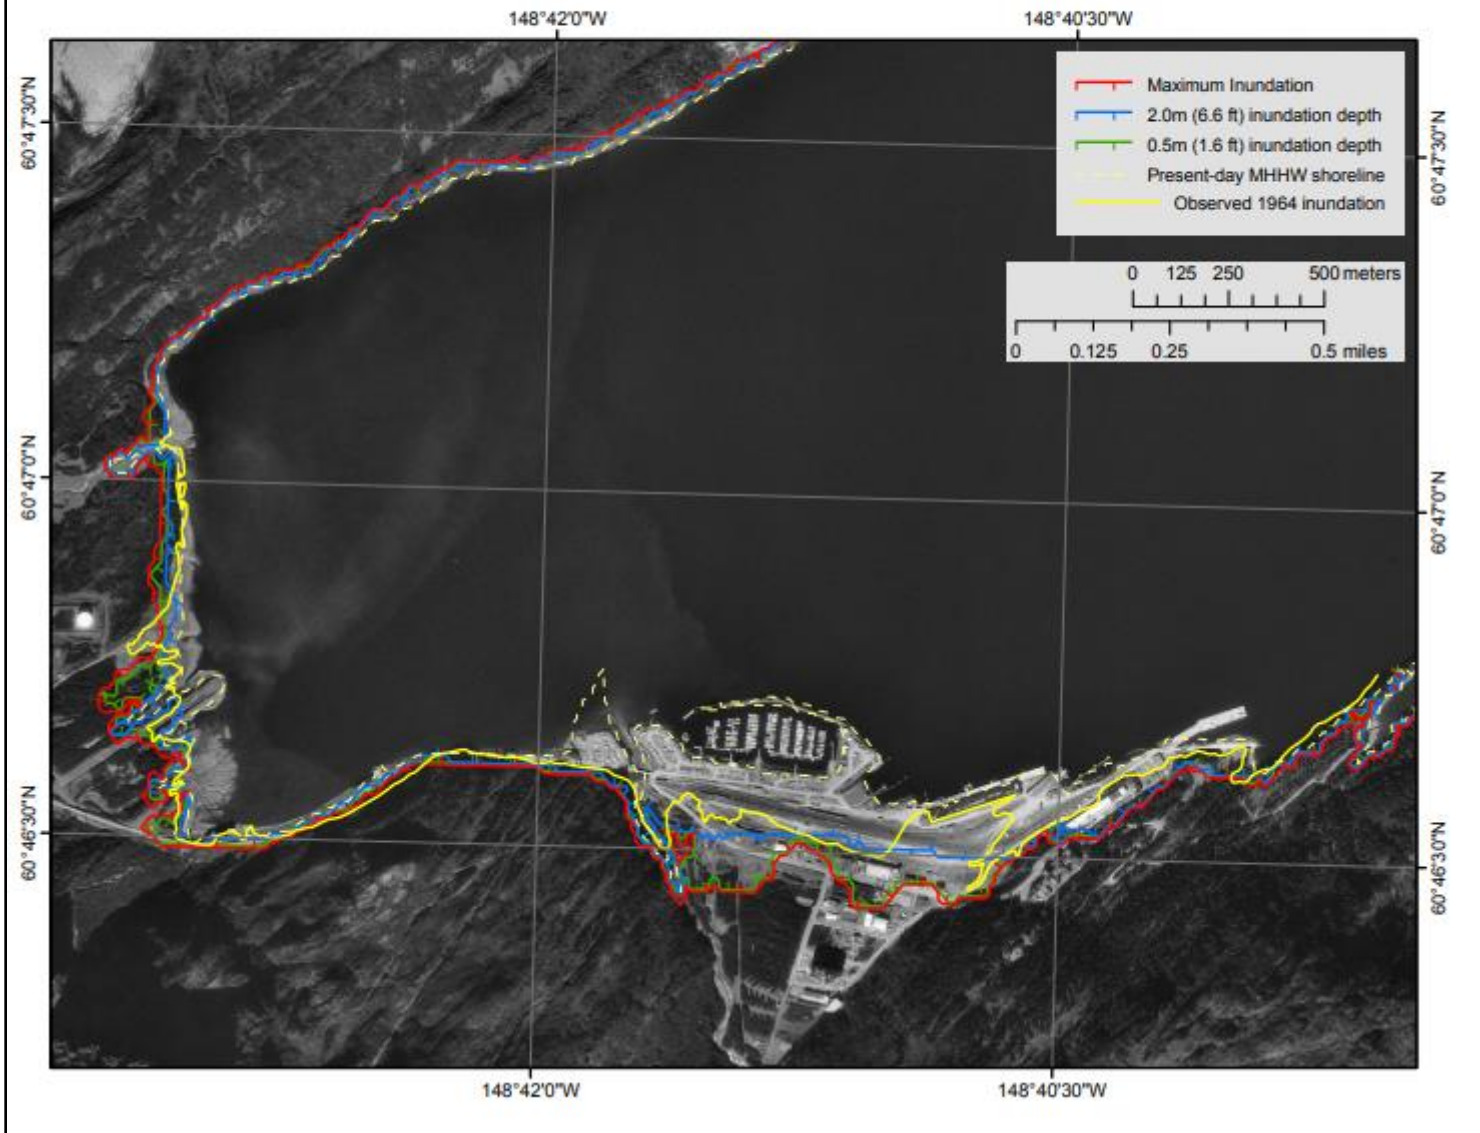 148°42'0"W 148°40'30"W
60°47'30"N
60°47'30"N
Maximum Inundation
2.0m (6.6 ft) inundation depth
0.5m (1.6 ft) inundation depth
Present-day MHHW shoreline
Observed 1964 inundation
0 125 250 500 meters
0 0.125 0.25 0.5 miles
60°47'0"N
60°47'0"N
60°46'30"N
60°46'30"N
148°42'0"W 148°40'30"W